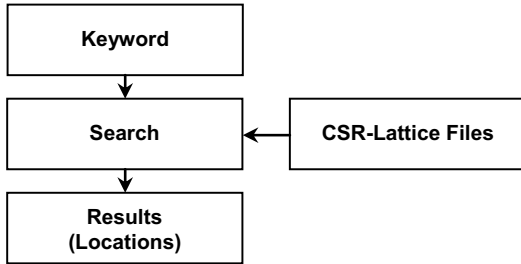 Keyword
Search
CSR-Lattice Files
Results
(Locations)